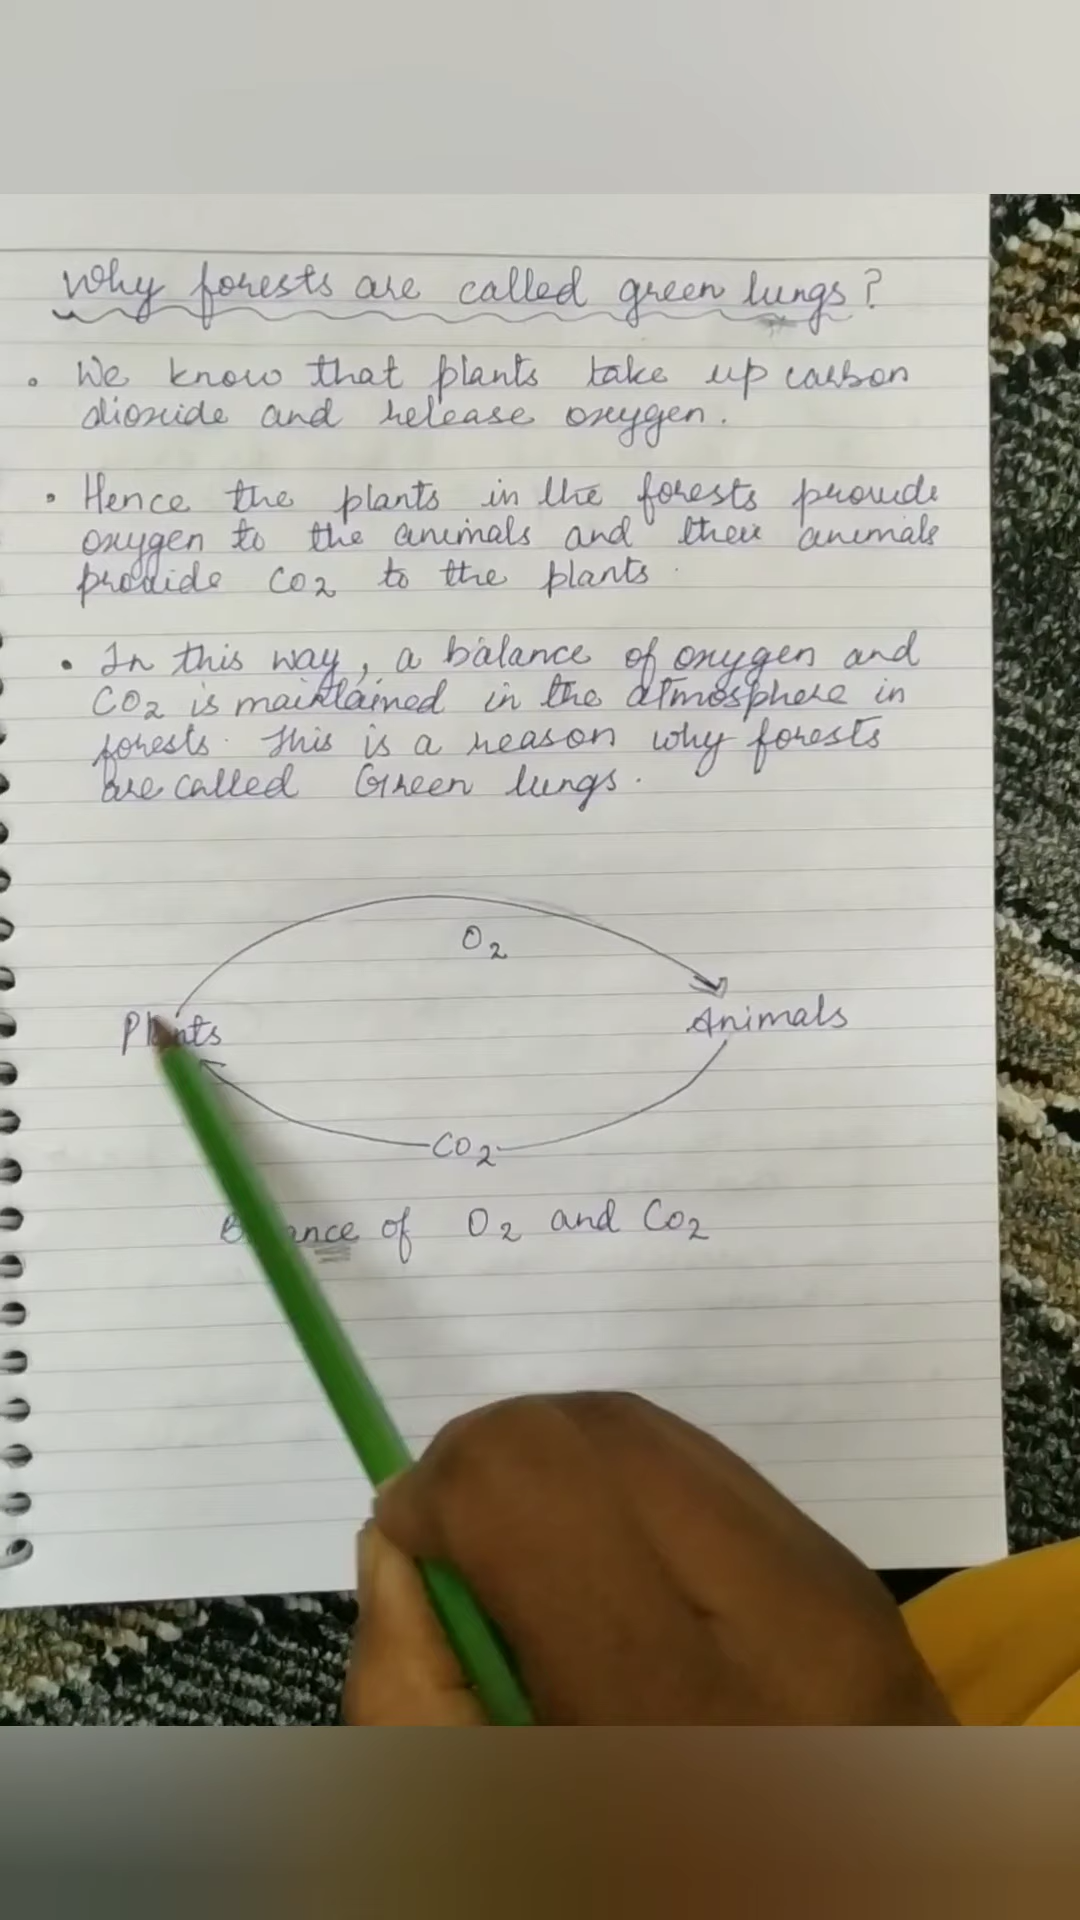 Why forests are called green lungs?
• We know that plants take up carbon
dioxide and release oxygen.
• Hence the plants in the forests provide
oxygen to the animals and their animals
provide CO2 to the plants.
• In this way, a balance of oxygen and
CO2 is maintained in the atmosphere in
forests. This is a reason why forests
are called Green lungs.
O2
Plants Animals
CO2
Balance of O2 and CO2